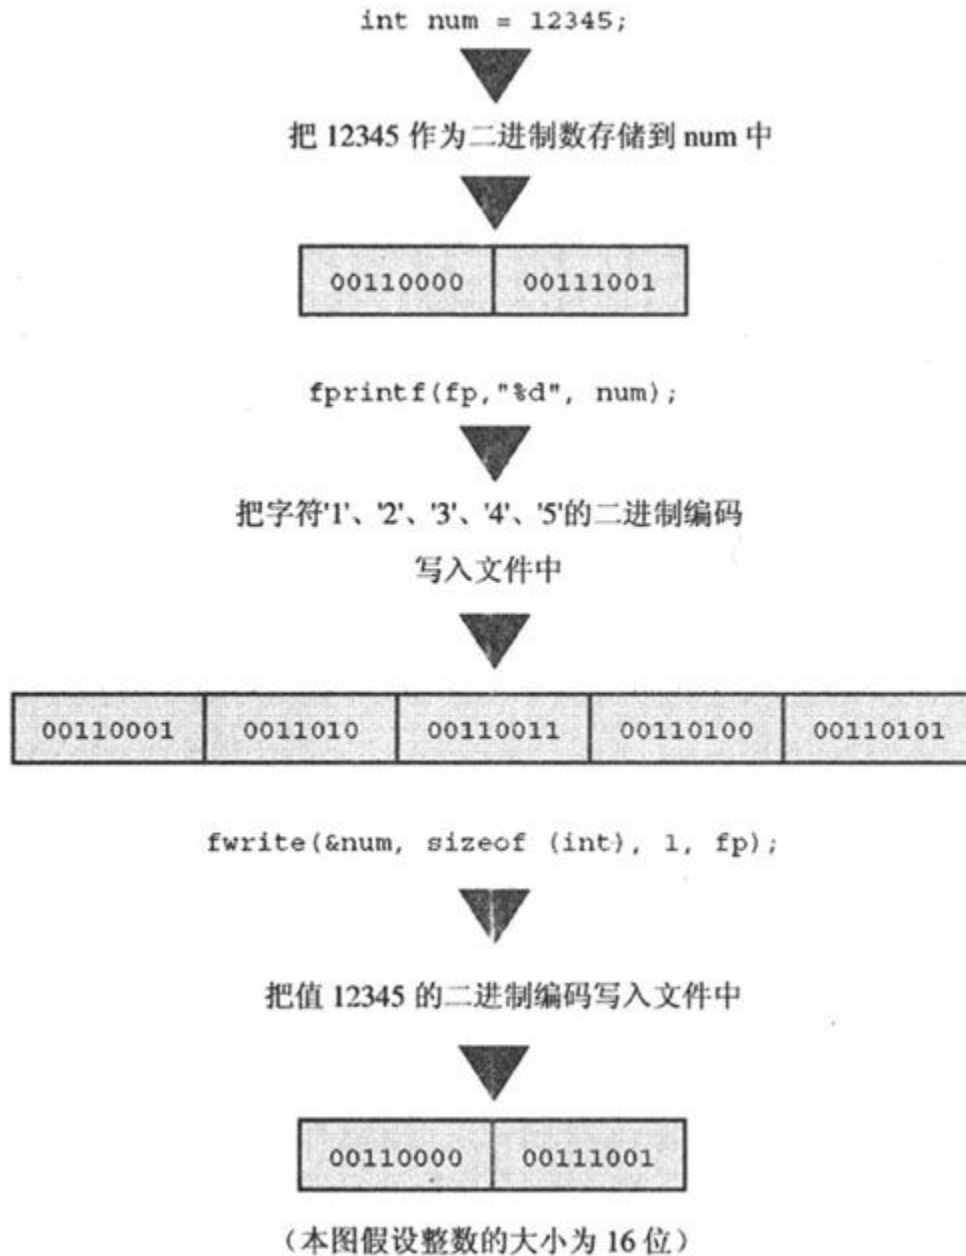 int num = 12345;
把 12345 作为二进制数存储到 num 中
00110000 00111001
fprintf(fp,"%d", num);
把字符'1'、'2'、'3'、'4'、'5'的二进制编码
写入文件中
00110001 0011010 00110011 00110100 00110101
fwrite(&num, sizeof (int), 1, fp);
把值 12345 的二进制编码写入文件中
00110000 00111001
（本图假设整数的大小为 16 位）